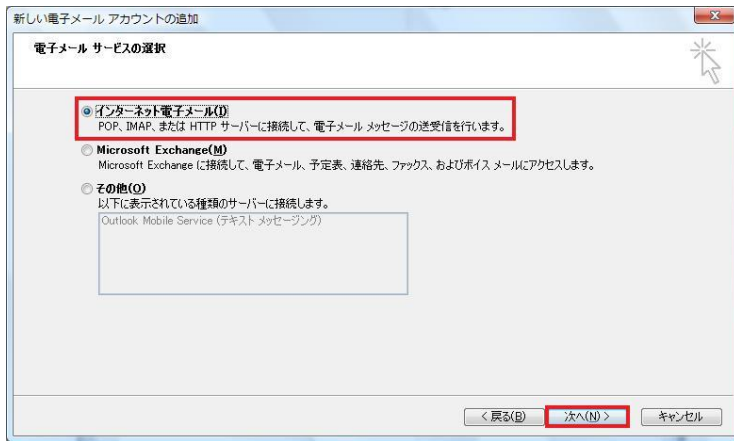 新しい電子メール アカウントの追加
電子メール サービスの選択
インターネット電子メール(I)
POP、IMAP、または HTTP サーバーに接続して、電子メール メッセージの送受信を行います。
Microsoft Exchange(M)
Microsoft Exchange に接続して、電子メール、予定表、連絡先、ファックス、およびボイス メールにアクセスします。
その他(O)
以下に表示されている種類のサーバーに接続します。
Outlook Mobile Service (テキスト メッセージング)
< 戻る(B) 次へ(N) > キャンセル